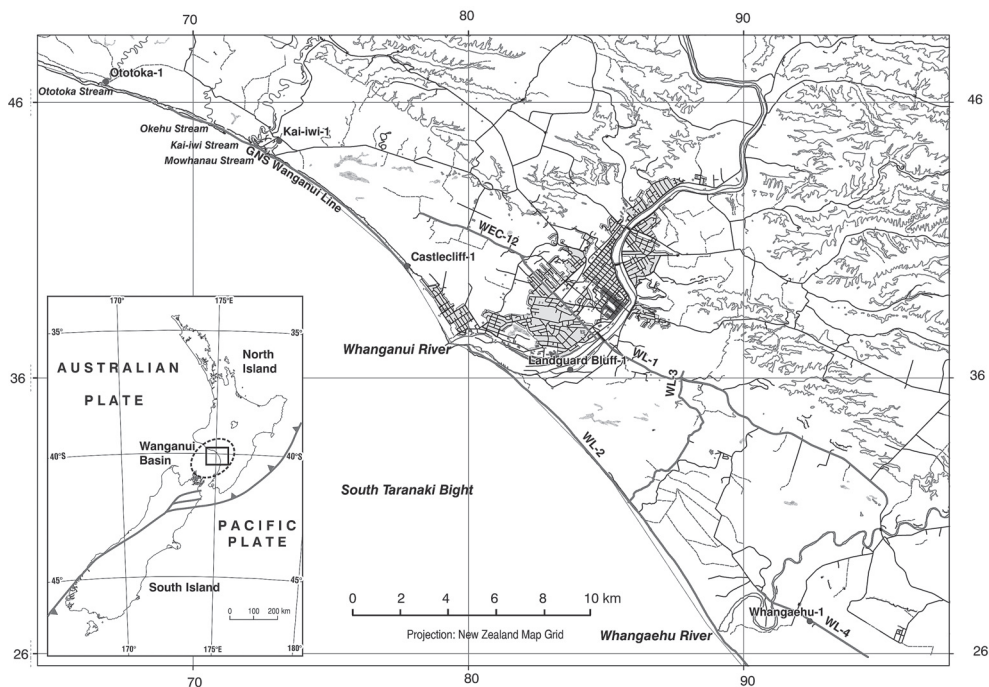 70
80
90
Ototoka-1
Ototoka Stream
46
46
Okehu Stream
Kai-iwi-1
Kai-iwi Stream
Mowhanau Stream
GNS Wanganui Line
WEC-12
Castlecliff-1
170°
175°E
35°
35°
North
Island
AUSTRALIAN
PLATE
Whanganui River
Landguard Bluff-1
WL-1
WL-3
36
36
Wanganui
Basin
40°S
40°S
WL-2
South Taranaki Bight
PACIFIC
PLATE
45°
45°
South Island
0 100 200 km
170°
175°E
180°
0 2 4 6 8 10 km
Projection: New Zealand Map Grid
Whangaehu-1
WL-4
Whangaehu River
26
26
70
80
90